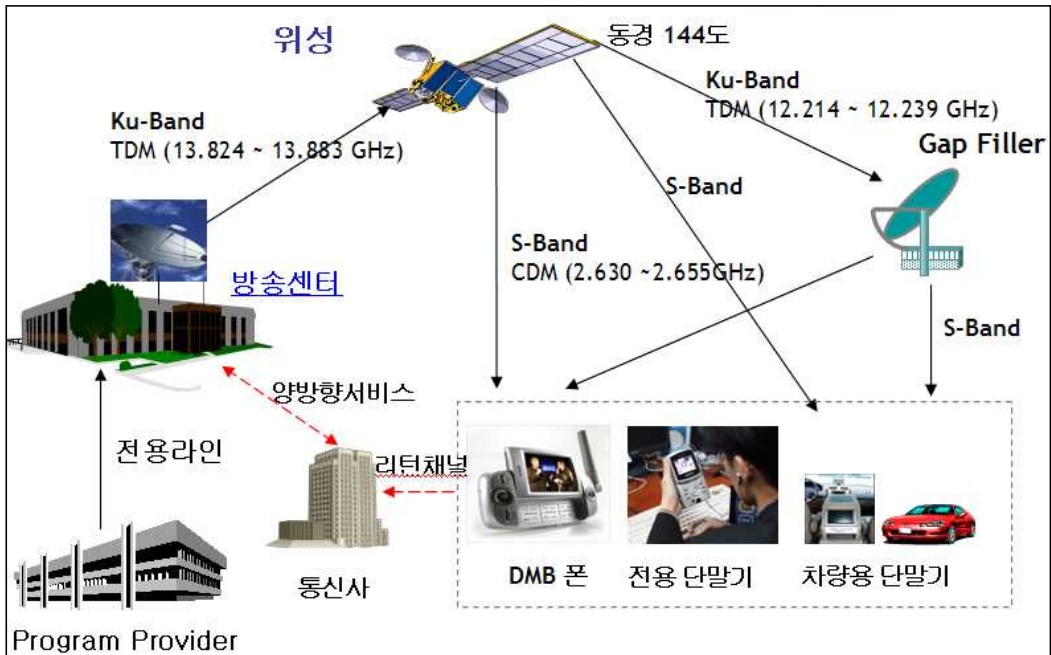 위성
동경 144도
Ku-Band
TDM (12.214 ~ 12.239 GHz)
Ku-Band
TDM (13.824 ~ 13.883 GHz)
Gap Filler
S-Band
S-Band
CDM (2.630 ~2.655GHz)
방송센터
S-Band
양방향서비스
전용라인
리턴채널
통신사
DMB 폰
전용 단말기
차량용 단말기
Program Provider